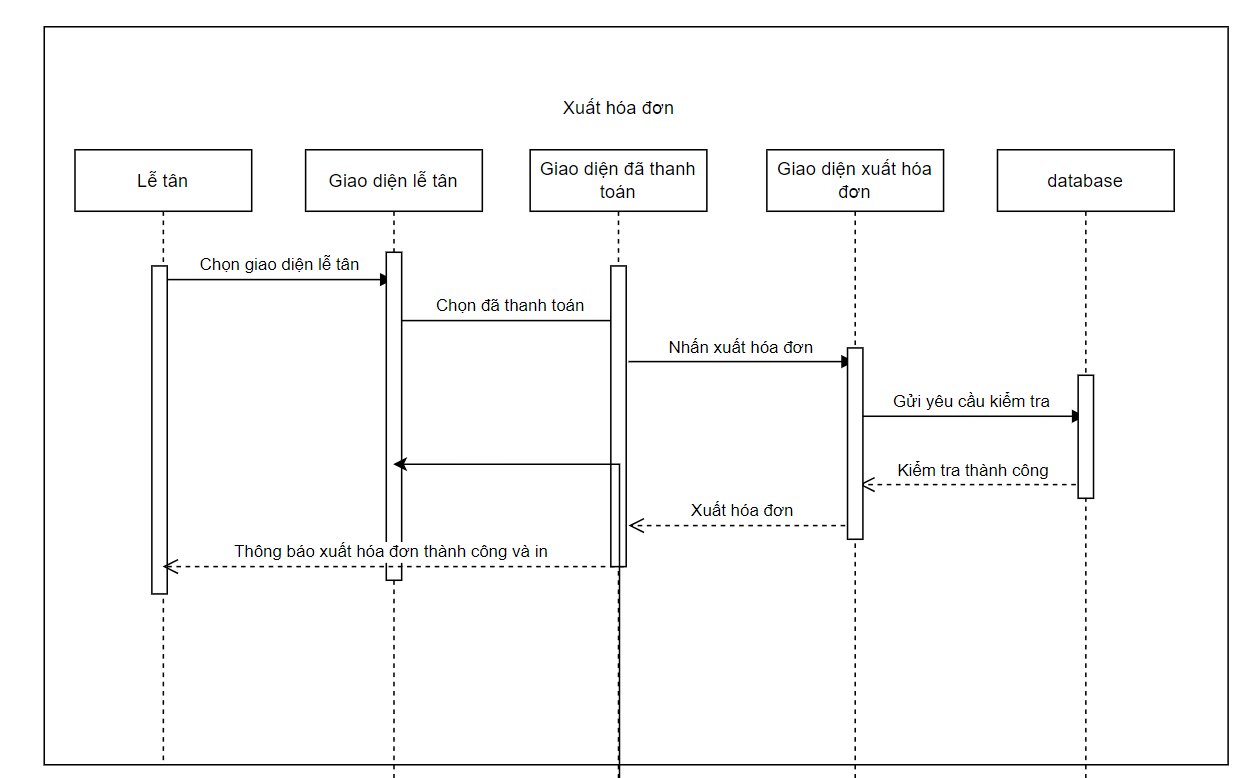 Xuất hóa đơn
Lễ tân
Giao diện lễ tân
Giao diện đã thanh
toán
Giao diện xuất hóa
đơn
database
Chọn giao diện lễ tân
Chọn đã thanh toán
Nhấn xuất hóa đơn
Gửi yêu cầu kiểm tra
Kiểm tra thành công
Xuất hóa đơn
Thông báo xuất hóa đơn thành công và in